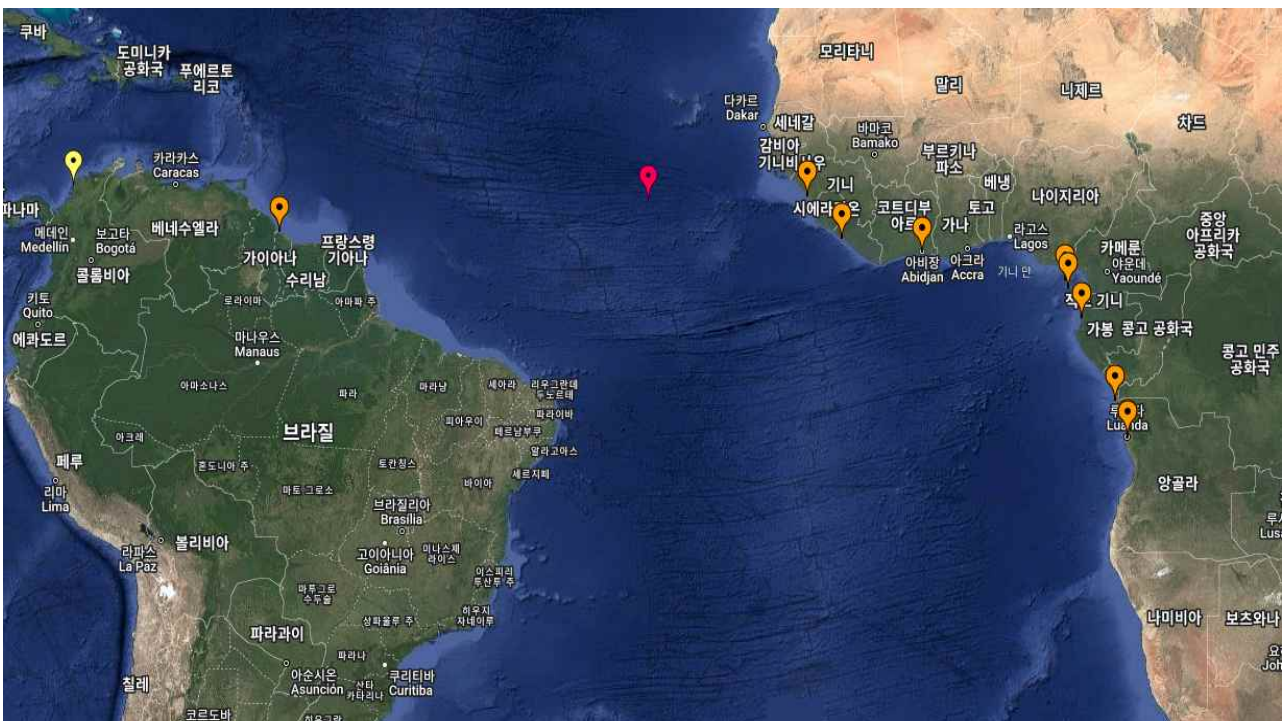 쿠바
도미니카
공화국
푸에르토
리코
모리타니
말리
니제르
차드
다카르
Dakar
세네갈
감비아
바마코
Bamako
부르키나
파소
기니
베냉
나이지리아
카라카스
Caracas
파나마
메데인
Medellín
보고타
Bogotá
베네수엘라
콜롬비아
가이아나
프랑스령
기아나
수리남
코트디부
가나
토고
라고스
Lagos
아비장
Abidjan
아크라
Accra
기니 만
카메룬
야운데
Yaoundé
중앙
아프리카
공화국
기니
가봉
콩고 공화국
콩고 민주
공화국
키토
Quito
에콰도르
로라이마
아마파 주
마나우스
Manaus
아마소나스
파라
마라냥
세아라
리우그란데
두노르테
파라이바
피아우이
페르남부쿠
알라고아스
세르지페
브라질
아크레
혼도니아 주
토칸칭스
마토 그로소
바이아
페루
리마
Lima
브라질리아
Brasília
라파스
La Paz
볼리비아
고이아니아
Goiânia
미나스제
라이스
이스피리
투산투 주
마투그로
수두술
상파울루 주
히우지
자네이루
파라과이
파라나
아순시온
Asunción
쿠리티바
Curitiba
산타
카타리나
칠레
코르도바
Luanda
앙골라
나미비아
보츠와나